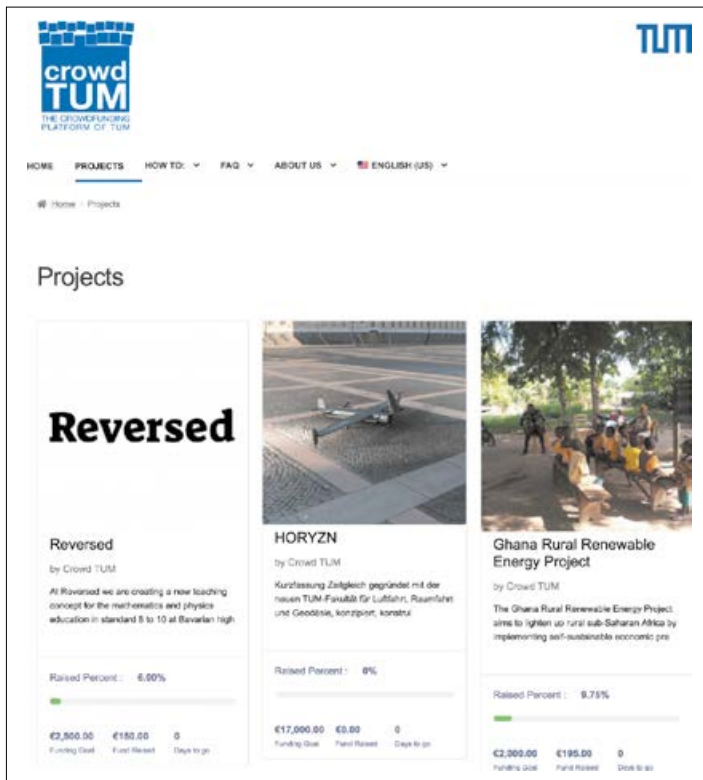 crowd
TUM
THE CROWDFUNDING
PLATFORM OF TUM
TUM
HOME PROJECTS HOW TO: FAQ ABOUT US ENGLISH (US)
Home Projects
Projects
Reversed
Reversed
by Crowd TUM
At Reversed we are creating a new teaching
concept for the mathematics and physics
education in standard 8 to 10 at Bavarian high
Raised Percent : 6.00%
€2,500.00 €150.00 0
Funding Goal Fund Raised Days to go
HORYZN
by Crowd TUM
Kurzfassung Zeitgleich gegründet mit der
neuen TUM-Fakultät für Luftfahrt, Raumfahrt
und Geodäsie, konzipiert, konstrui
Raised Percent : 0%
€17,000.00 €0.00 0
Funding Goal Fund Raised Days to go
Ghana Rural Renewable
Energy Project
by Crowd TUM
The Ghana Rural Renewable Energy Project
aims to lighten up rural sub-Saharan Africa by
implementing self-sustainable economic pro
Raised Percent : 9.75%
€2,000.00 €195.00 0
Funding Goal Fund Raised Days to go